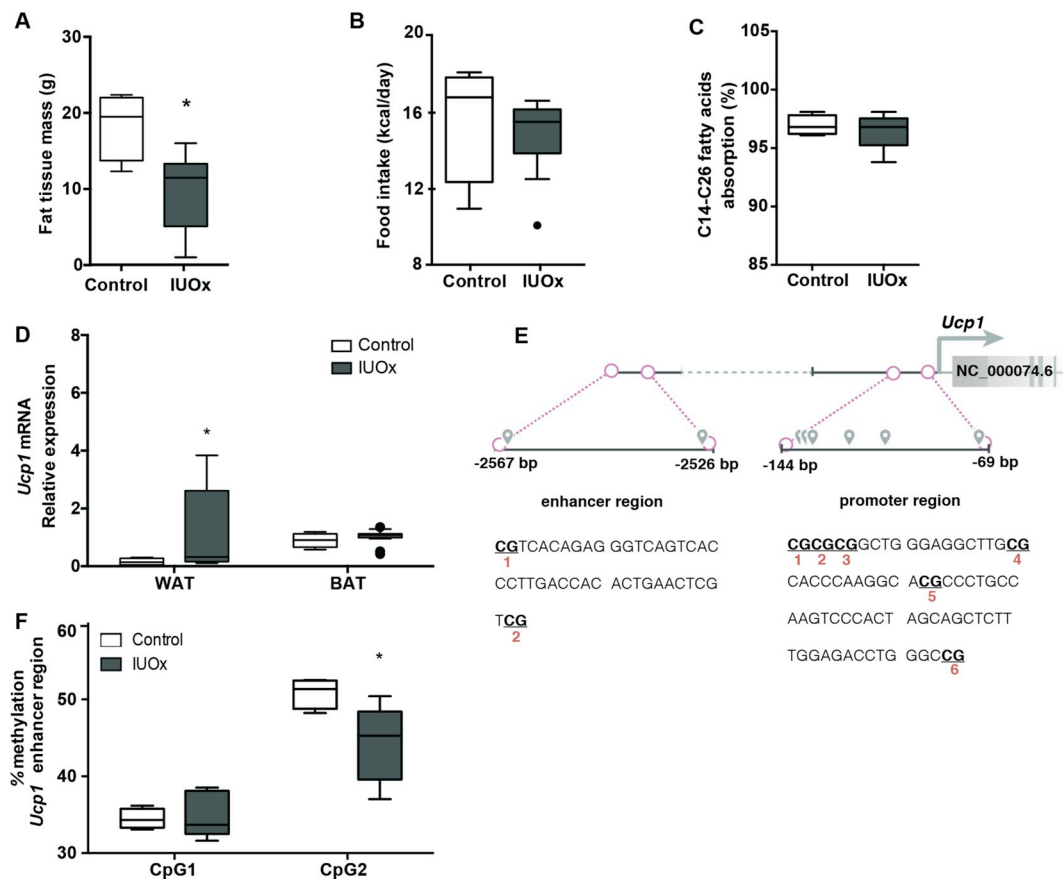 A
Fat tissue mass (g)
30
20
10
0
Control
IUOx
*
B
Food intake (kcal/day)
20
16
12
8
Control
IUOx
C
C14-C26 fatty acids
absorption (%)
105
100
95
90
85
Control
IUOx
D
Ucp1 mRNA
Relative expression
8
6
4
2
0
Control
IUOx
*
WAT
BAT
E
Ucp1
NC_000074.6
-2567 bp
-2526 bp
-144 bp
-69 bp
enhancer region
CGTCACAGAG GGTCAGTCAC
1
CCTTGACCAC ACTGAACTCG
TCG
2
promoter region
CGCGCGGCTG GGAGGCTTGCG
1 2 3 4
CACCCAAGGC ACGCCCTGCC
5
AAGTCCCACT AGCAGCTCTT
TGGAGACCTG GGCCG
6
F
% methylation
Ucp1 enhancer region
60
50
40
30
Control
IUOx
*
CpG1
CpG2